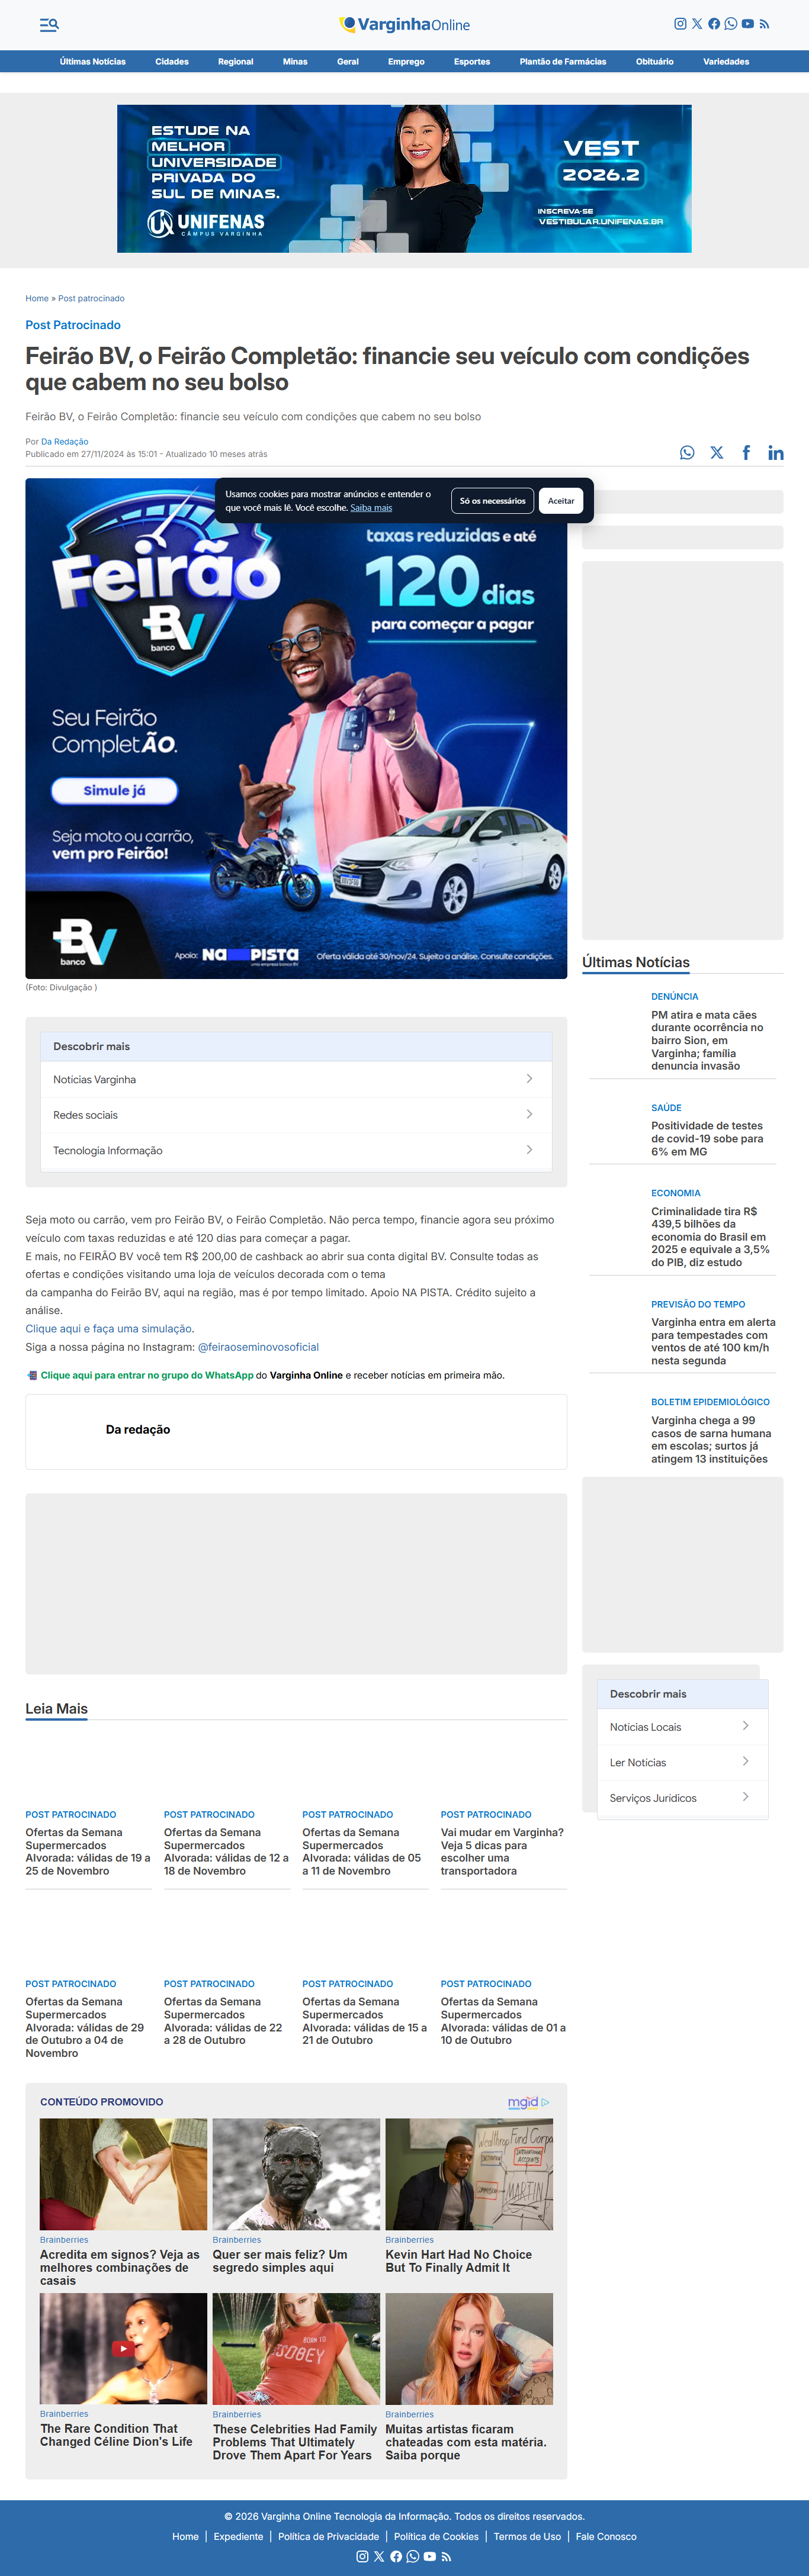 VarginhaOnline
Últimas Notícias
Cidades
Regional
Minas
Geral
Emprego
Esportes
Plantão de Farmácias
Obituário
Variedades
ESTUDE NA
MELHOR
UNIVERSIDADE
PRIVADA DO
SUL DE MINAS.
UNIFENAS
CÂMPUS VARGINHA
VEST
2026.2
INSCREVA-SE
VESTIBULAR.UNIFENAS.BR
Home » Post patrocinado
Post Patrocinado
Feirão BV, o Feirão Completão: financie seu veículo com condições
que cabem no seu bolso
Feirão BV, o Feirão Completão: financie seu veículo com condições que cabem no seu bolso
Por Da Redação
Publicado em 27/11/2024 às 15:01 - Atualizado 10 meses atrás
Usamos cookies para mostrar anúncios e entender o
que você mais lê. Você escolhe. Saiba mais
Só os necessários
Aceitar
Feirão
BV
banco
taxas reduzidas e até
120 dias
para começar a pagar
Seu Feirão
CompletÃO.
Simule já
Seja moto ou carrão,
vem pro Feirão!
BV
banco
Apoio:
NA PISTA
uma empresa banco BV
Oferta válida até 30/nov/24. Sujeito a análise. Consulte condições.
(Foto: Divulgação )
Descobrir mais
Notícias Varginha
Redes sociais
Tecnologia Informação
Seja moto ou carrão, vem pro Feirão BV, o Feirão Completão. Não perca tempo, financie agora seu próximo
veículo com taxas reduzidas e até 120 dias para começar a pagar.
E mais, no FEIRÃO BV você tem R$ 200,00 de cashback ao abrir sua conta digital BV. Consulte todas as
ofertas e condições visitando uma loja de veículos decorada com o tema
da campanha do Feirão BV, aqui na região, mas é por tempo limitado. Apoio NA PISTA. Crédito sujeito a
análise.
Clique aqui e faça uma simulação.
Siga a nossa página no Instagram: @feiraoseminovosoficial
Clique aqui para entrar no grupo do WhatsApp do Varginha Online e receber notícias em primeira mão.
Da redação
Últimas Notícias
DENÚNCIA
PM atira e mata cães
durante ocorrência no
bairro Sion, em
Varginha; família
denuncia invasão
SAÚDE
Positividade de testes
de covid-19 sobe para
6% em MG
ECONOMIA
Criminalidade tira R$
439,5 bilhões da
economia do Brasil em
2025 e equivale a 3,5%
do PIB, diz estudo
PREVISÃO DO TEMPO
Varginha entra em alerta
para tempestades com
ventos de até 100 km/h
nesta segunda
BOLETIM EPIDEMIOLÓGICO
Varginha chega a 99
casos de sarna humana
em escolas; surtos já
atingem 13 instituições
Descobrir mais
Noticias Locais
Ler Notícias
Serviços Jurídicos
Leia Mais
POST PATROCINADO
Ofertas da Semana
Supermercados
Alvorada: válidas de 19 a
25 de Novembro
POST PATROCINADO
Ofertas da Semana
Supermercados
Alvorada: válidas de 12 a
18 de Novembro
POST PATROCINADO
Ofertas da Semana
Supermercados
Alvorada: válidas de 05
a 11 de Novembro
POST PATROCINADO
Vai mudar em Varginha?
Veja 5 dicas para
escolher uma
transportadora
POST PATROCINADO
Ofertas da Semana
Supermercados
Alvorada: válidas de 29
de Outubro a 04 de
Novembro
POST PATROCINADO
Ofertas da Semana
Supermercados
Alvorada: válidas de 22
a 28 de Outubro
POST PATROCINADO
Ofertas da Semana
Supermercados
Alvorada: válidas de 15 a
21 de Outubro
POST PATROCINADO
Ofertas da Semana
Supermercados
Alvorada: válidas de 01 a
10 de Outubro
CONTEÚDO PROMOVIDO
mgid
Brainberries
Acredita em signos? Veja as
melhores combinações de
casais
Brainberries
Quer ser mais feliz? Um
segredo simples aqui
MARTIN
Brainberries
Kevin Hart Had No Choice
But To Finally Admit It
Brainberries
The Rare Condition That
Changed Céline Dion's Life
BORN TO
Brainberries
These Celebrities Had Family
Problems That Ultimately
Drove Them Apart For Years
Brainberries
Muitas artistas ficaram
chateadas com esta matéria.
Saiba porque
© 2026 Varginha Online Tecnologia da Informação. Todos os direitos reservados.
Home | Expediente | Política de Privacidade | Política de Cookies | Termos de Uso | Fale Conosco